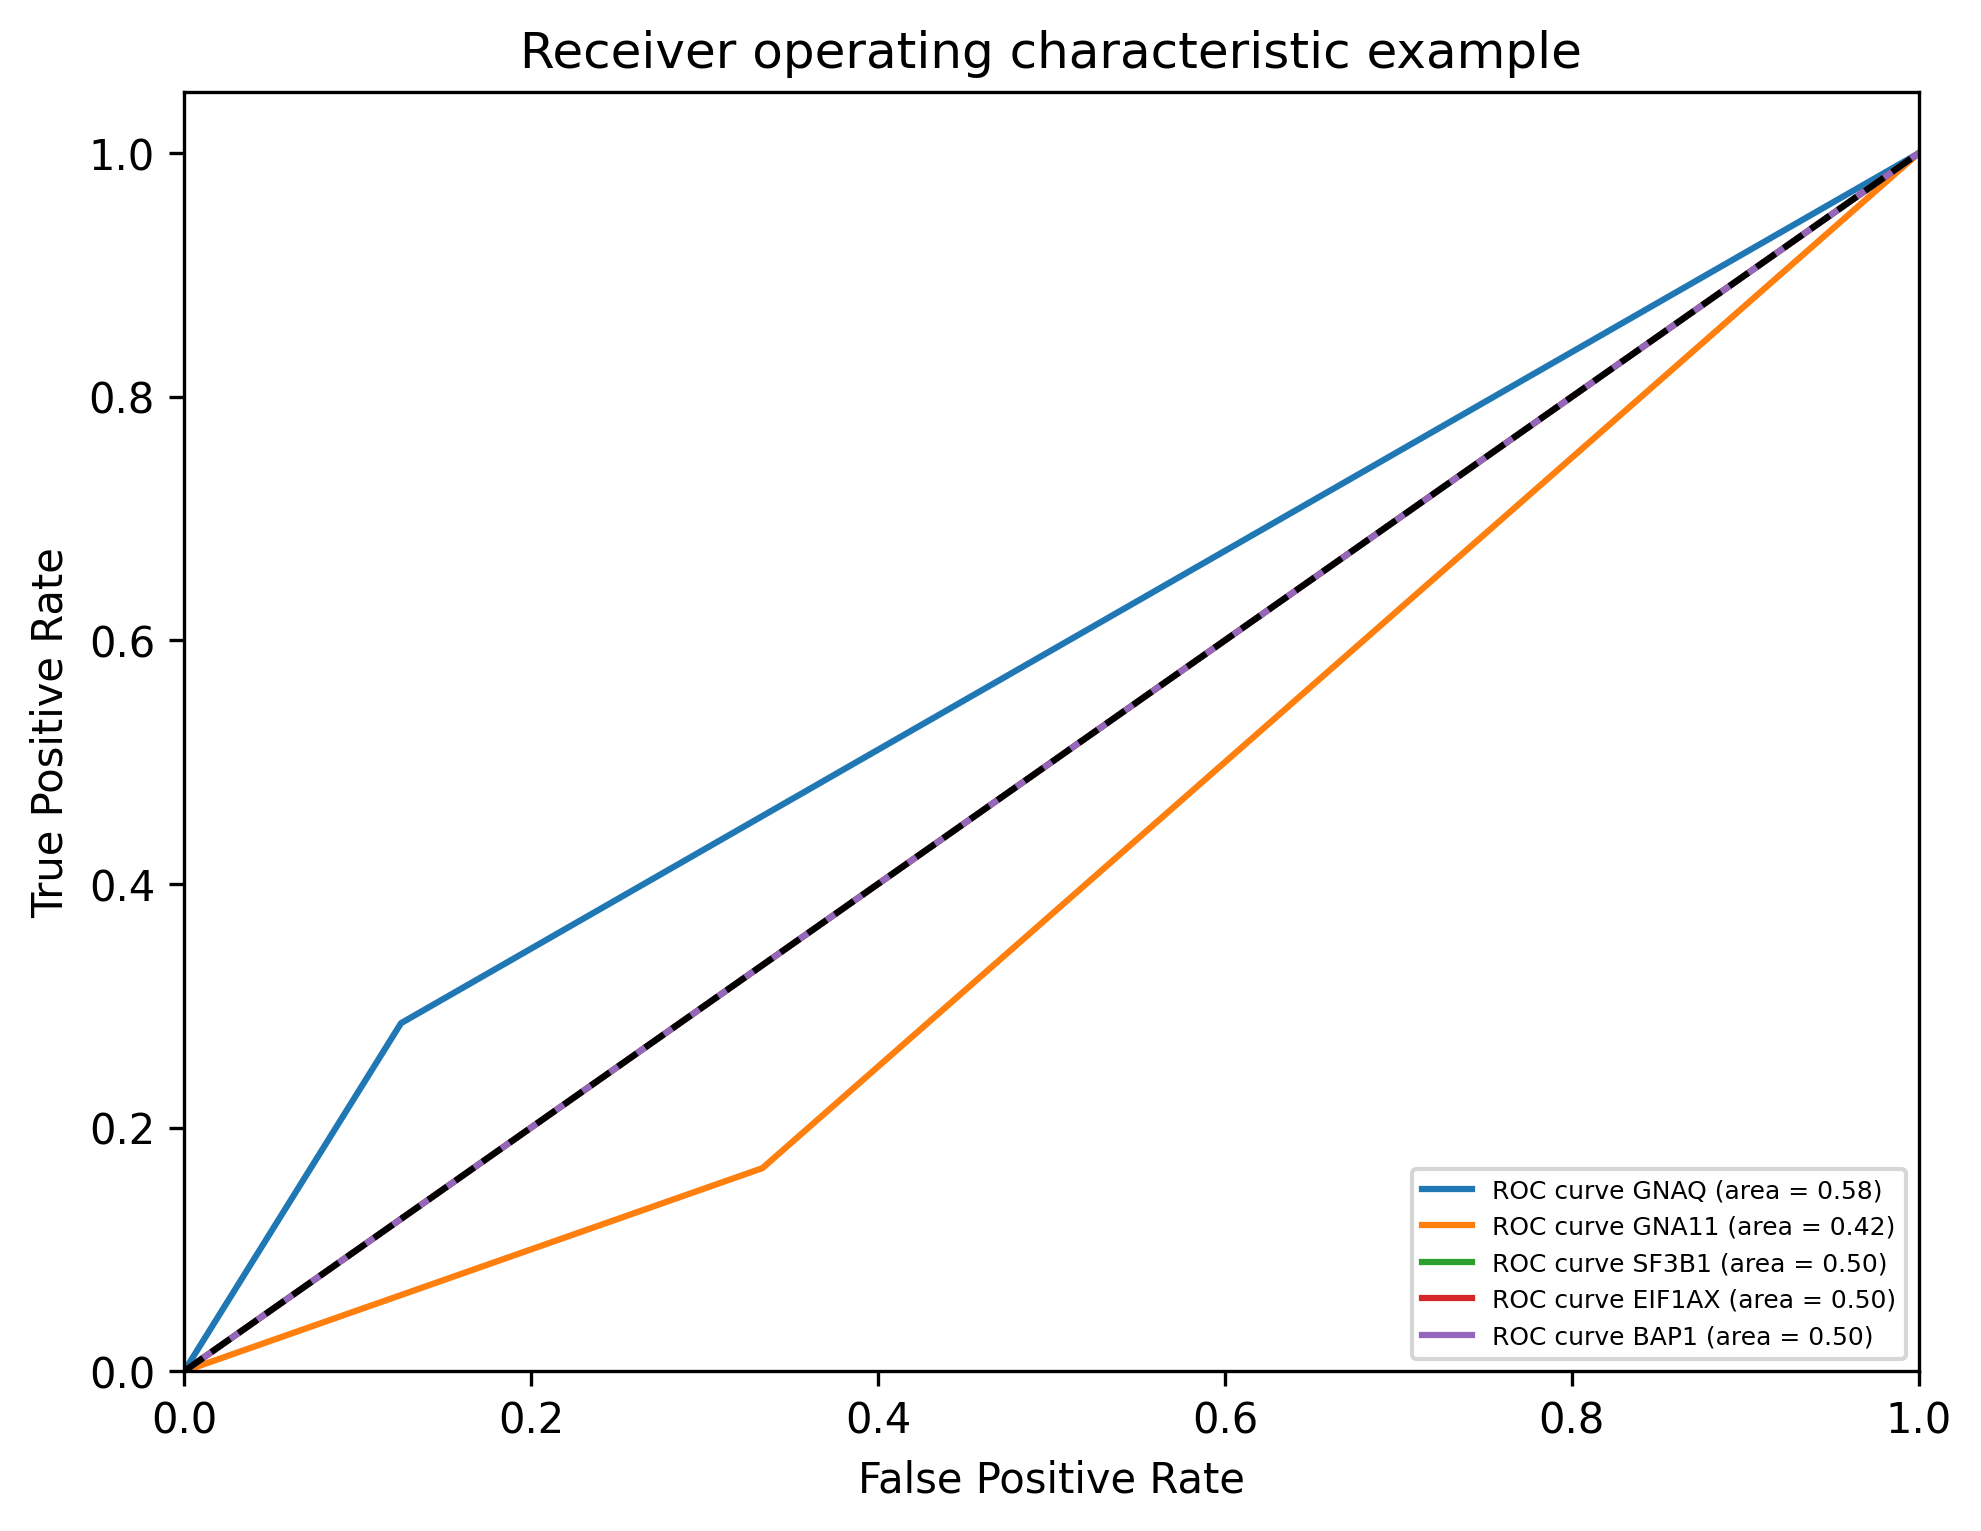 Receiver operating characteristic example
True Positive Rate
1.0
0.8
0.6
0.4
0.2
0.0
ROC curve GNAQ (area = 0.58)
ROC curve GNA11 (area = 0.42)
ROC curve SF3B1 (area = 0.50)
ROC curve EIF1AX (area = 0.50)
ROC curve BAP1 (area = 0.50)
0.0 0.2 0.4 0.6 0.8 1.0
False Positive Rate